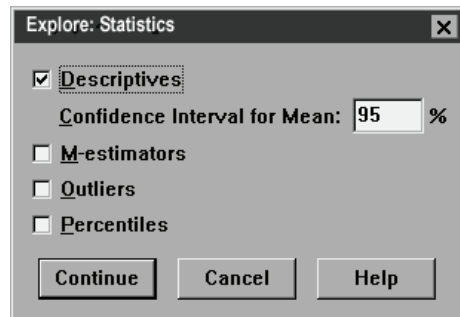 Explore: Statistics
Descriptives
Confidence Interval for Mean: 95 %
M-estimators
Outliers
Percentiles
Continue Cancel Help